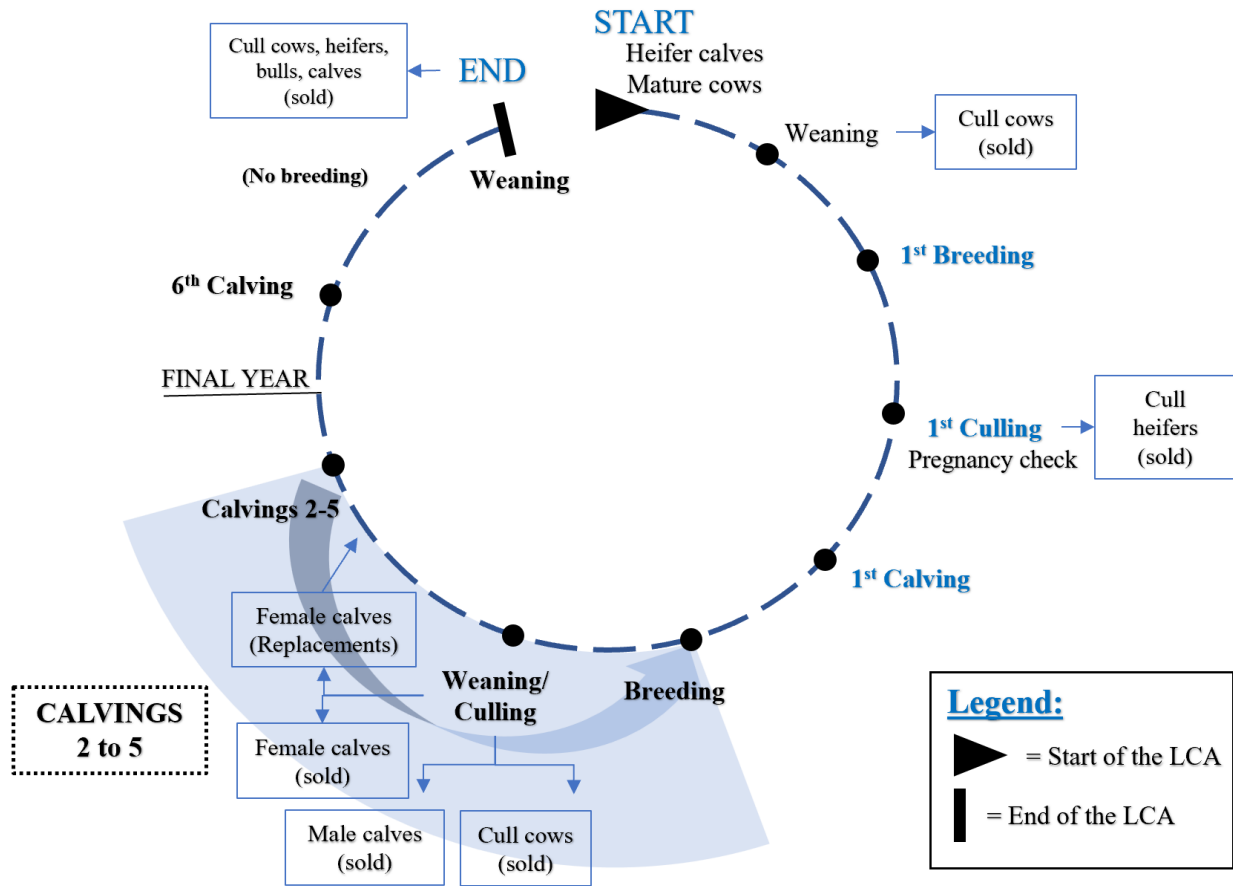 START
Heifer calves
Mature cows
Weaning
Cull cows
(sold)
1st Breeding
1st Culling
Pregnancy check
Cull
heifers
(sold)
1st Calving
Breeding
Weaning/
Culling
Female calves
(Replacements)
Female calves
(sold)
Male calves
(sold)
Cull cows
(sold)
Calvings 2-5
CALVINGS
2 to 5
FINAL YEAR
6th Calving
(No breeding)
Weaning
END
Cull cows, heifers,
bulls, calves
(sold)
Legend:
= Start of the LCA
= End of the LCA